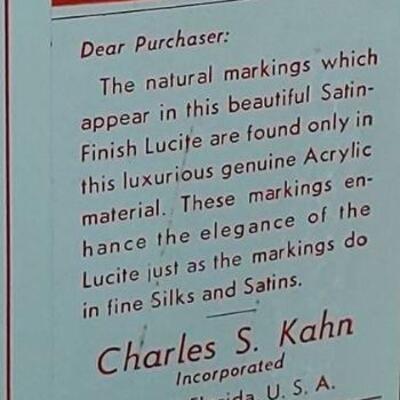 Dear Purchaser:
The natural markings which
appear in this beautiful Satin-
Finish Lucite are found only in
this luxurious genuine Acrylic
material. These markings en-
hance the elegance of the
Lucite just as the markings do
in fine Silks and Satins.
Charles S. Kahn
Incorporated
U. S. A.